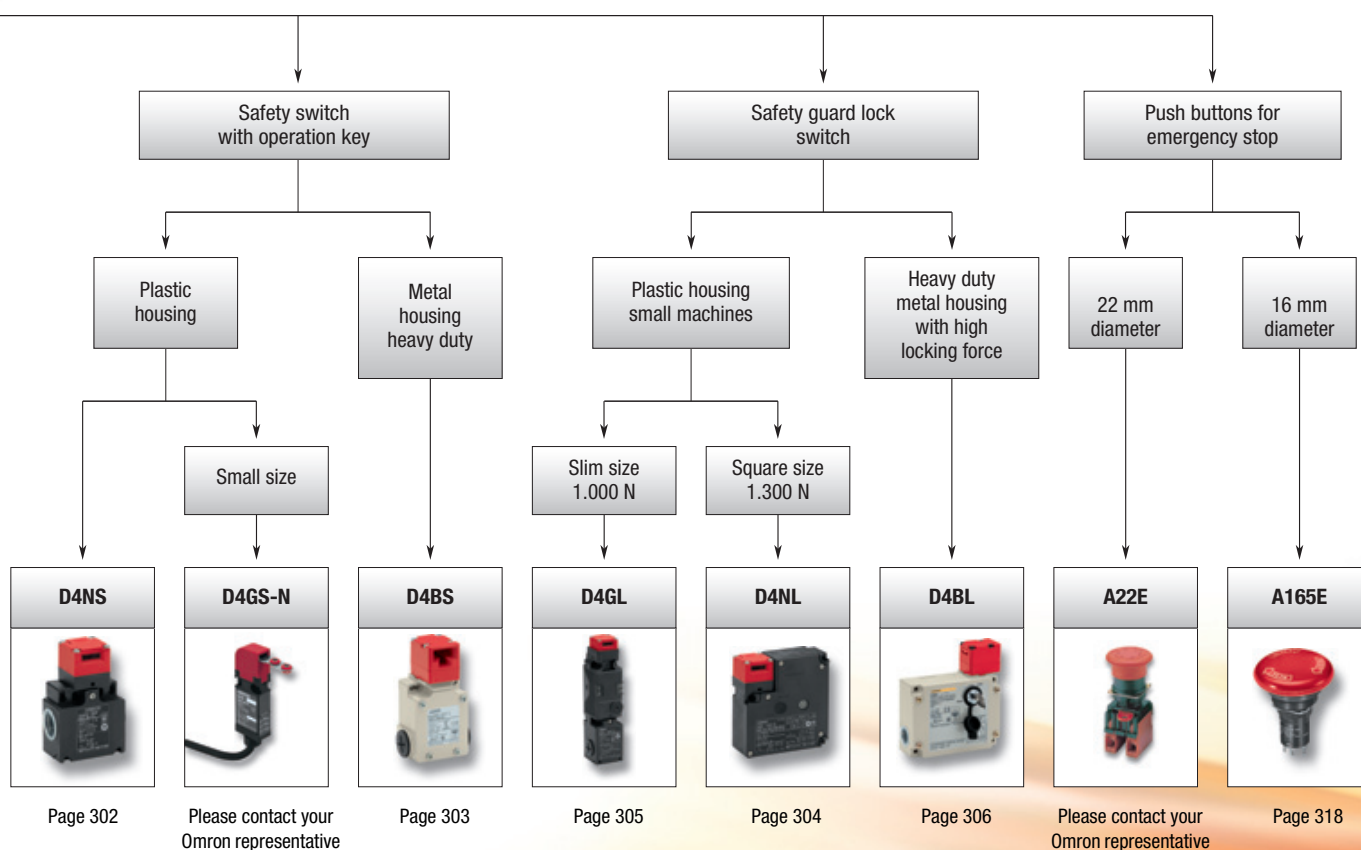 Safety switch
with operation key
Safety guard lock
switch
Push buttons for
emergency stop
Plastic
housing
Metal
housing
heavy duty
Plastic housing
small machines
Heavy duty
metal housing
with high
locking force
22 mm
diameter
16 mm
diameter
Small size
Slim size
1.000 N
Square size
1.300 N
D4NS
D4GS-N
D4BS
D4GL
D4NL
D4BL
A22E
A165E
Page 302
Please contact your
Omron representative
Page 303
Page 305
Page 304
Page 306
Please contact your
Omron representative
Page 318